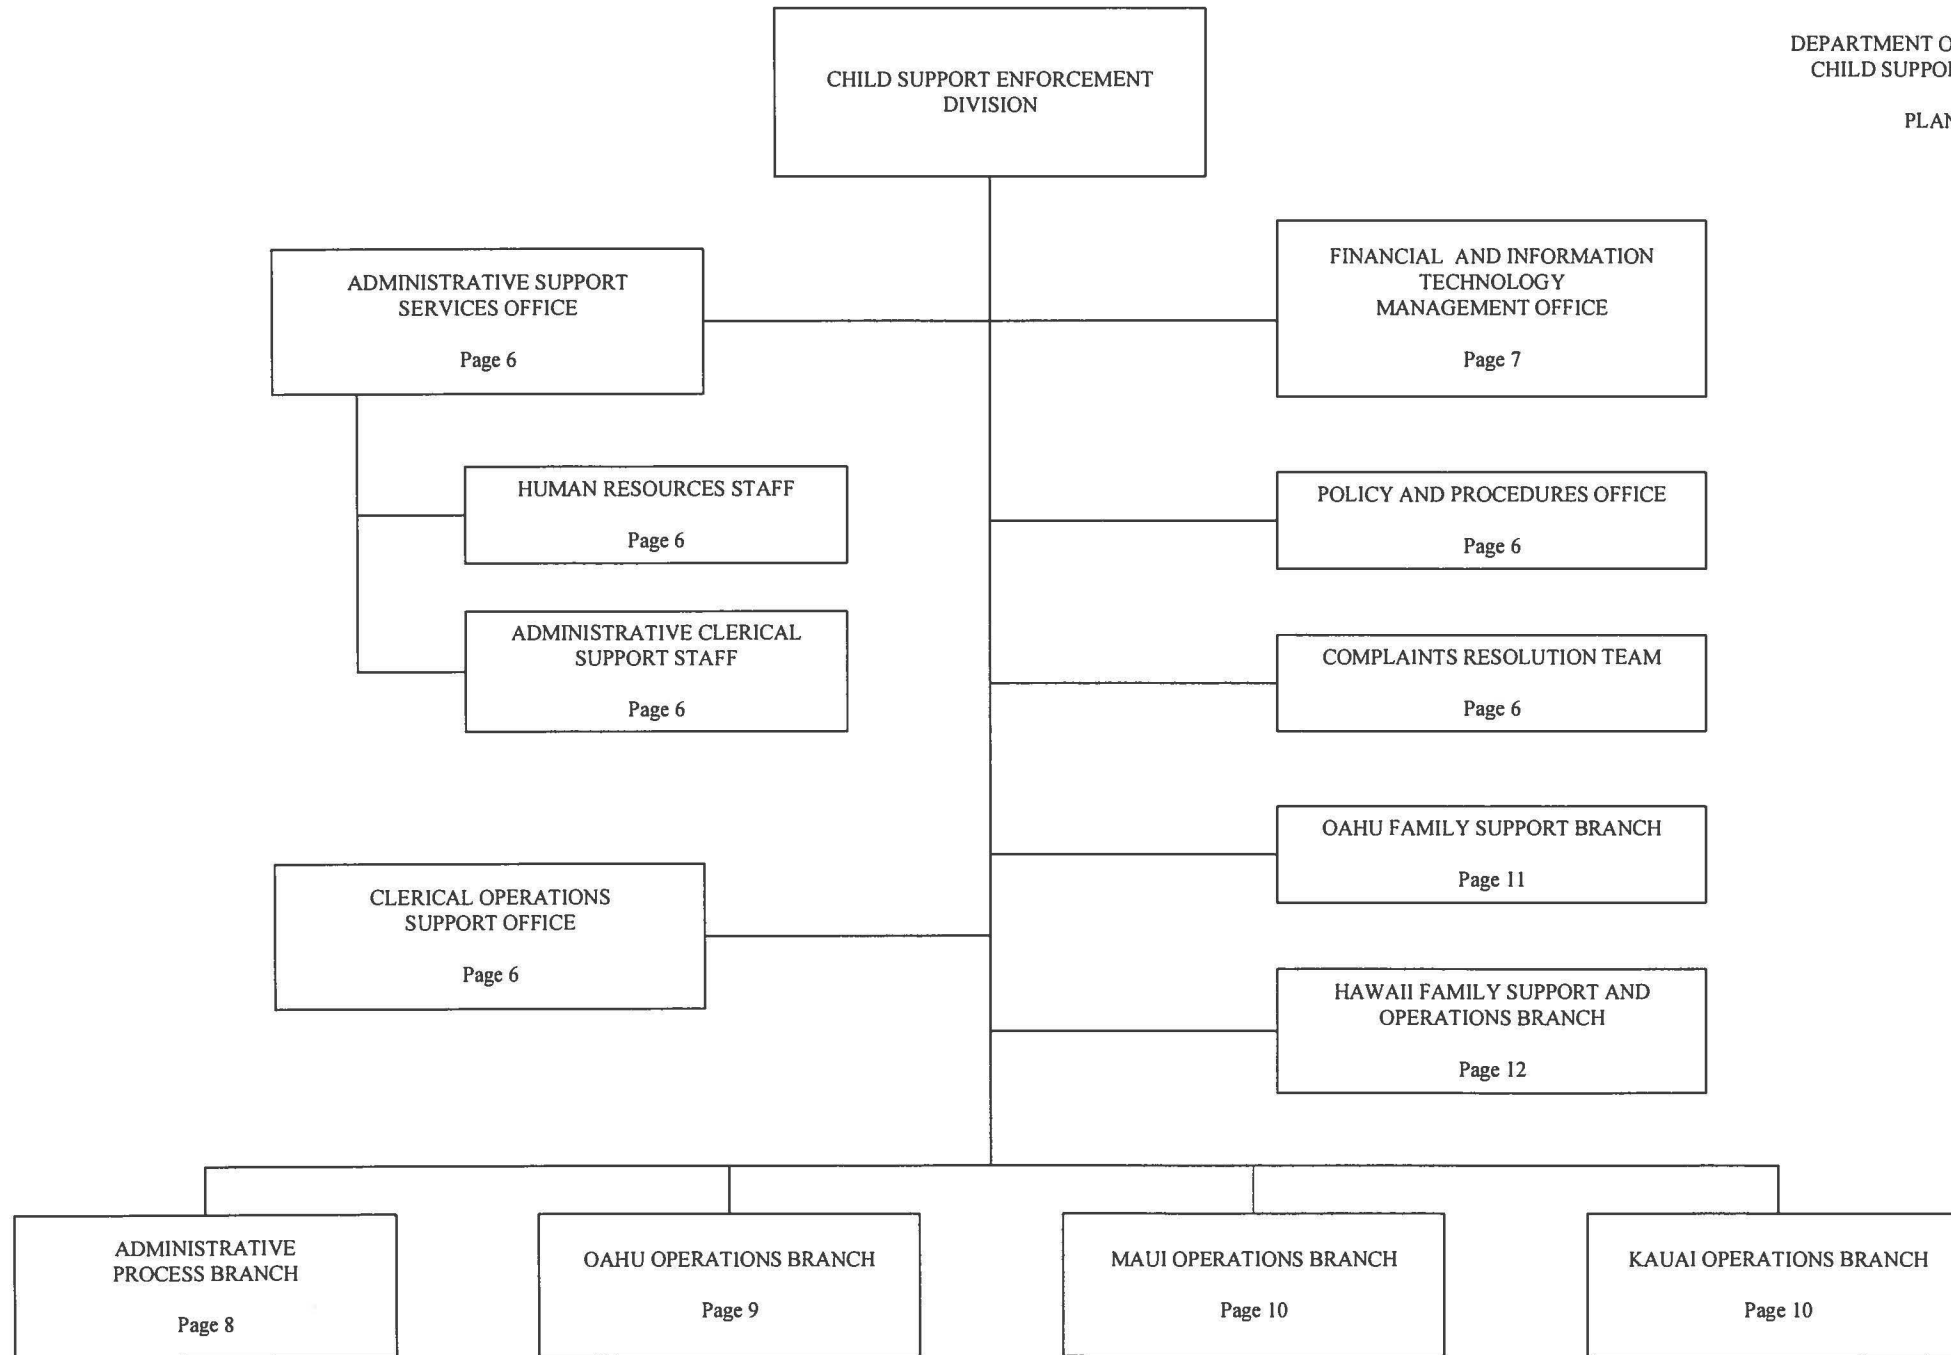 DEPARTMENT O
CHILD SUPPOR
PLAN
CHILD SUPPORT ENFORCEMENT
DIVISION
ADMINISTRATIVE SUPPORT
SERVICES OFFICE
Page 6
FINANCIAL AND INFORMATION
TECHNOLOGY
MANAGEMENT OFFICE
Page 7
HUMAN RESOURCES STAFF
Page 6
POLICY AND PROCEDURES OFFICE
Page 6
ADMINISTRATIVE CLERICAL
SUPPORT STAFF
Page 6
COMPLAINTS RESOLUTION TEAM
Page 6
OAHU FAMILY SUPPORT BRANCH
Page 11
CLERICAL OPERATIONS
SUPPORT OFFICE
Page 6
HAWAII FAMILY SUPPORT AND
OPERATIONS BRANCH
Page 12
ADMINISTRATIVE
PROCESS BRANCH
Page 8
OAHU OPERATIONS BRANCH
Page 9
MAUI OPERATIONS BRANCH
Page 10
KAUAI OPERATIONS BRANCH
Page 10